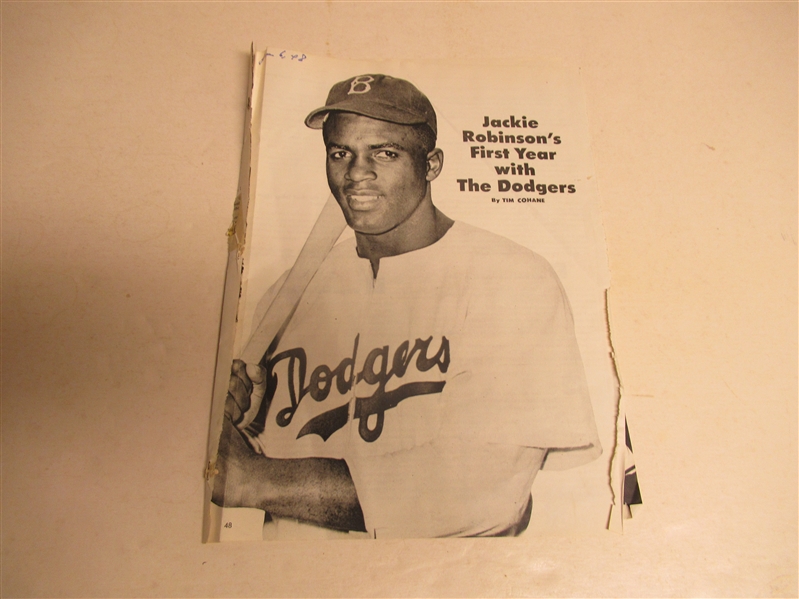 B
Jackie
Robinson's
First Year
with
The Dodgers
By TIM COHANE
Dodgers
48